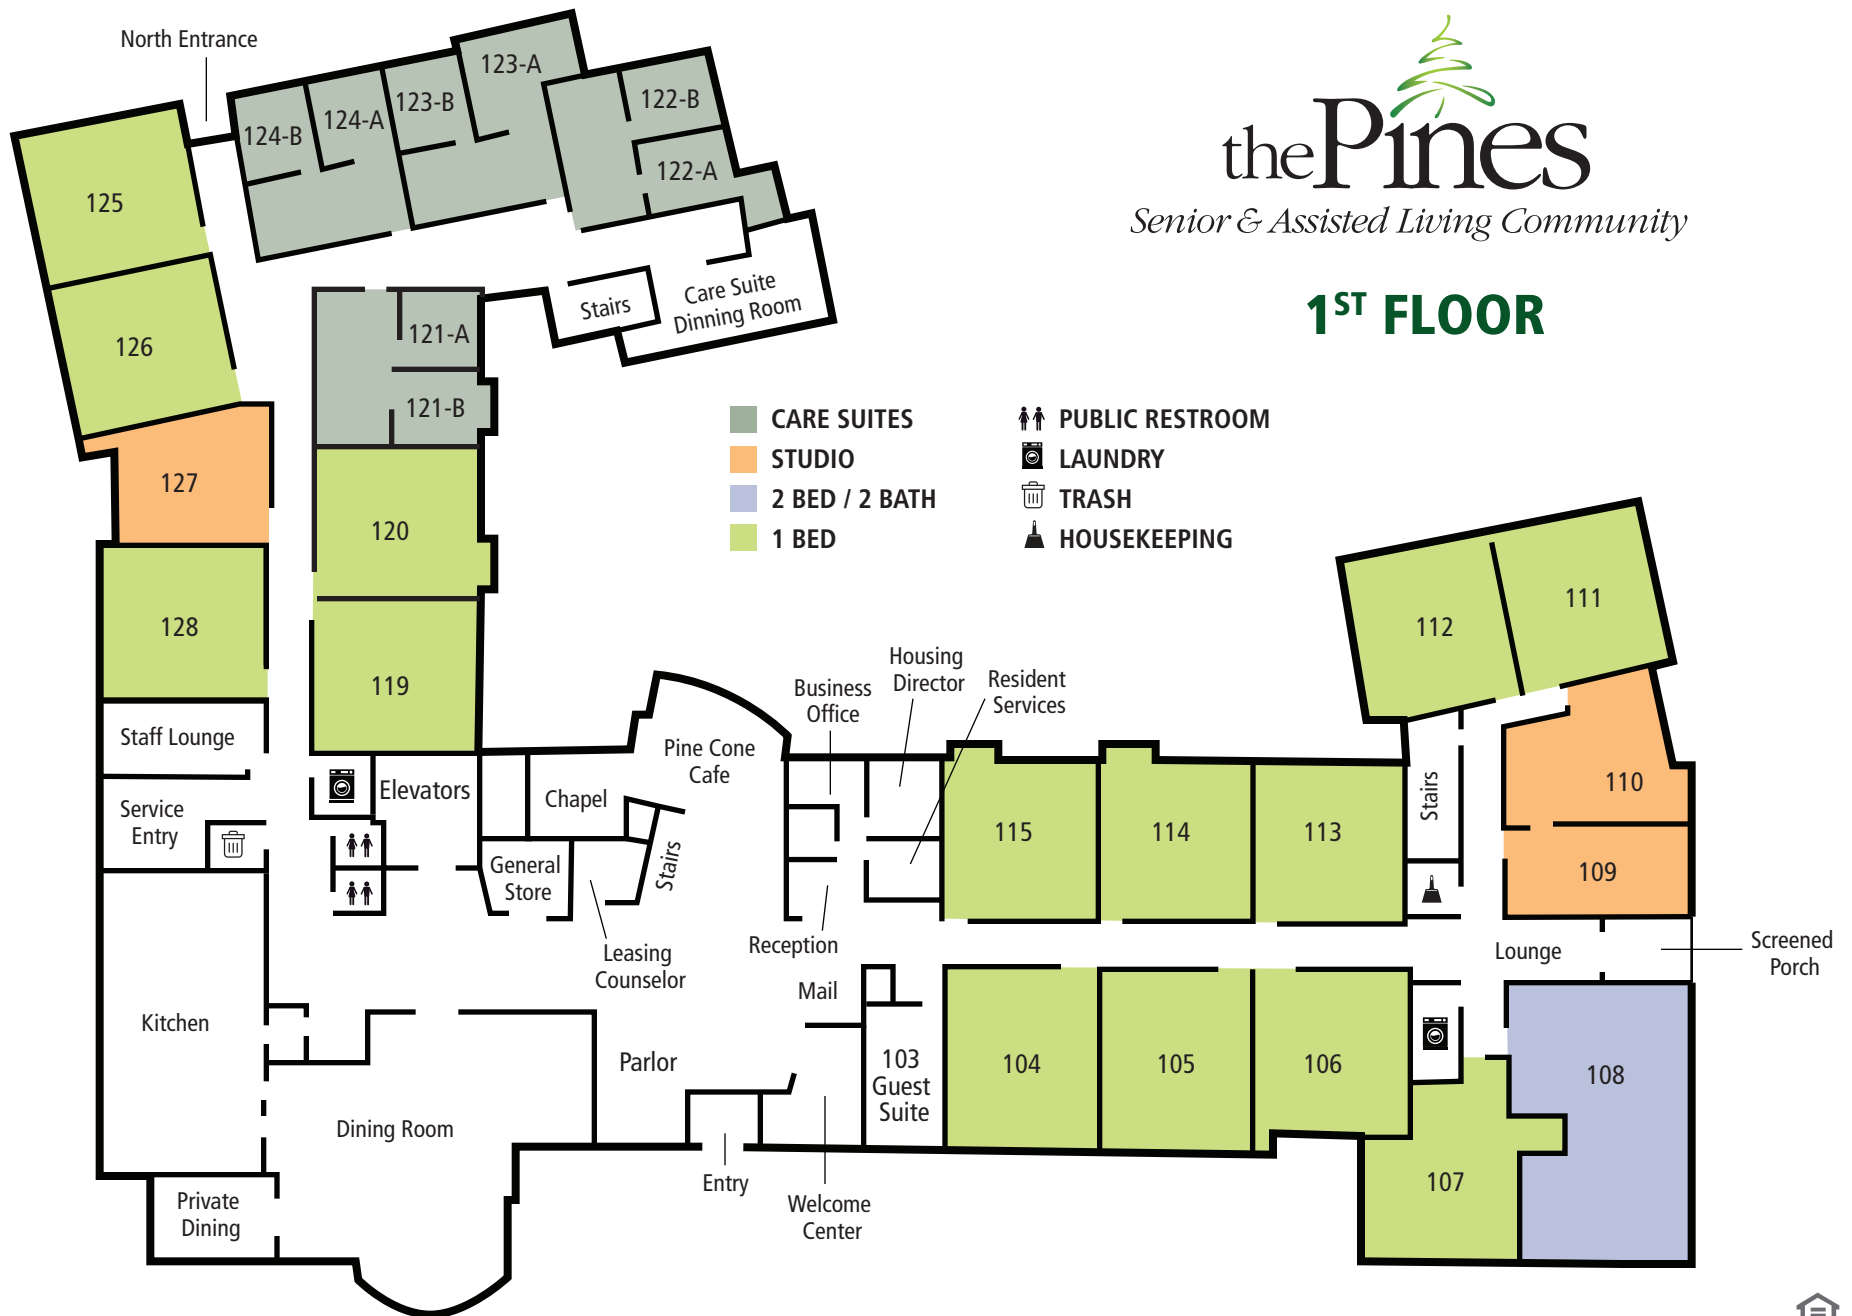 North Entrance
the Pines
Senior & Assisted Living Community
1ST FLOOR
125
126
127
128
124-B
124-A
123-B
123-A
122-B
122-A
Stairs
Care Suite
Dinning Room
121-A
121-B
120
119
CARE SUITES
STUDIO
2 BED / 2 BATH
1 BED
PUBLIC RESTROOM
LAUNDRY
TRASH
HOUSEKEEPING
Staff Lounge
Service
Entry
Elevators
Chapel
General
Store
Pine Cone
Cafe
Stairs
Leasing
Counselor
Business
Office
Housing
Director
Resident
Services
Reception
Mail
115
114
113
112
111
110
109
Stairs
Lounge
Screened
Porch
Kitchen
Dining Room
Private
Dining
Parlor
Entry
Welcome
Center
103
Guest
Suite
104
105
106
107
108